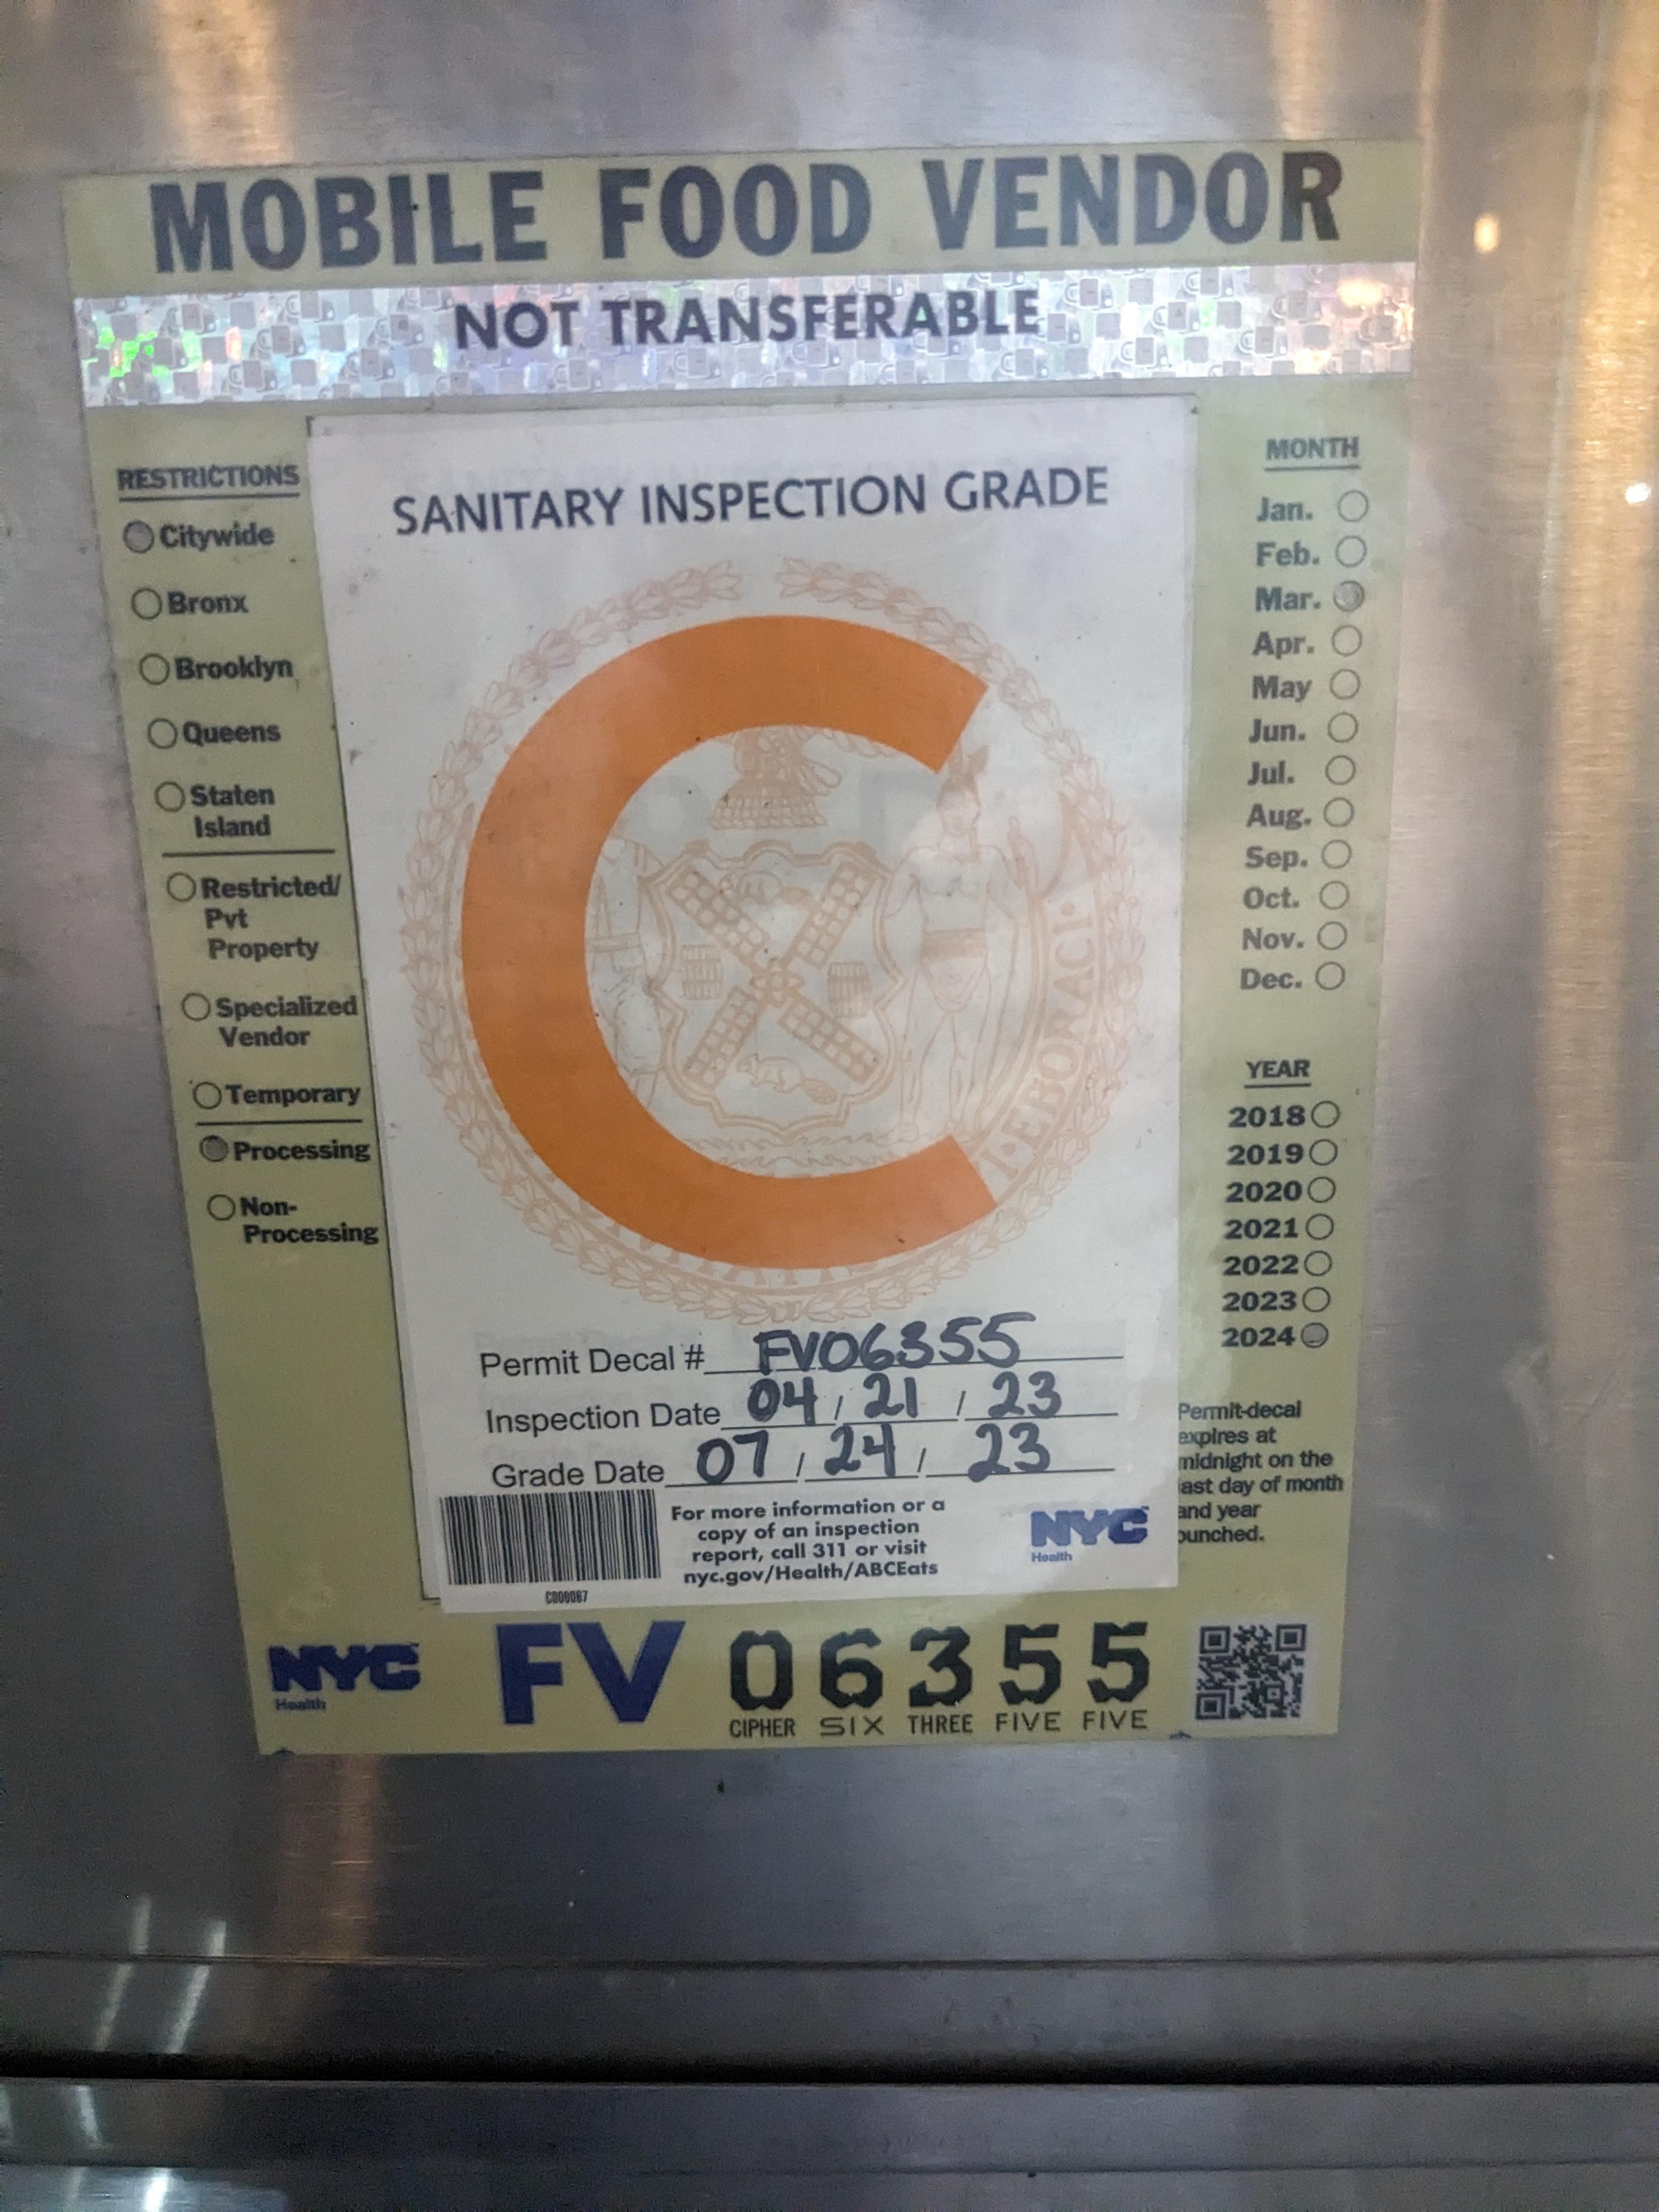 MOBILE FOOD VENDOR
NOT TRANSFERABLE
RESTRICTIONS
Citywide
Bronx
Brooklyn
Queens
Staten
Island
Restricted/
Pvt
Property
Specialized
Vendor
Temporary
Processing
Non-
Processing
SANITARY INSPECTION GRADE
C
I·EBORACI·
Permit Decal # FV06355
Inspection Date 04 / 21 / 23
Grade Date 07 / 24 / 23
C000067
For more information or a
copy of an inspection
report, call 311 or visit
nyc.gov/Health/ABCEats
NYC
Health
MONTH
Jan.
Feb.
Mar.
Apr.
May
Jun.
Jul.
Aug.
Sep.
Oct.
Nov.
Dec.
YEAR
2018
2019
2020
2021
2022
2023
2024
Permit-decal
expires at
midnight on the
last day of month
and year
punched.
NYC
Health
FV 06355
CIPHER SIX THREE FIVE FIVE